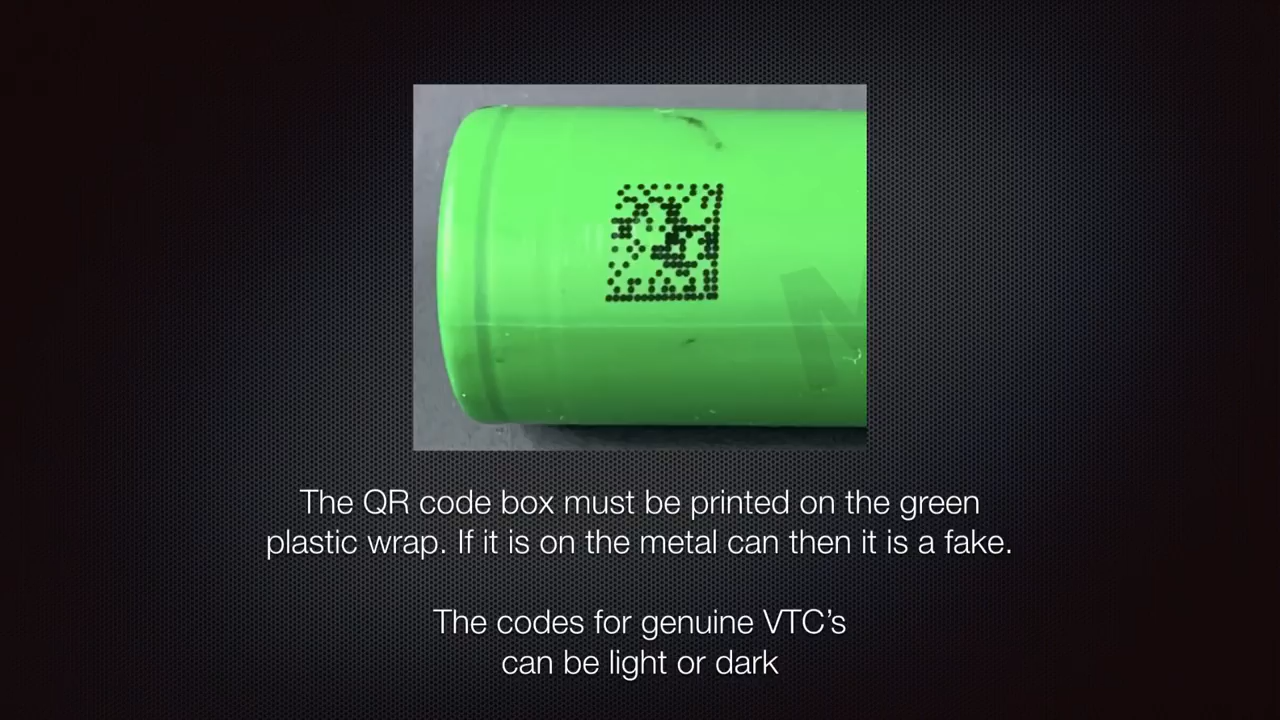 The QR code box must be printed on the green
plastic wrap. If it is on the metal can then it is a fake.
The codes for genuine VTC’s
can be light or dark